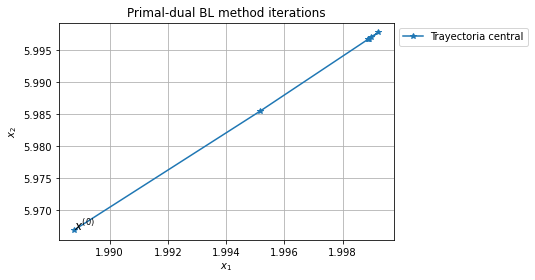 Primal-dual BL method iterations
Trayectoria central
5.995
5.990
5.985
5.980
5.975
5.970
x₂
x⁽⁰⁾
1.990
1.992
1.994
1.996
1.998
x₁